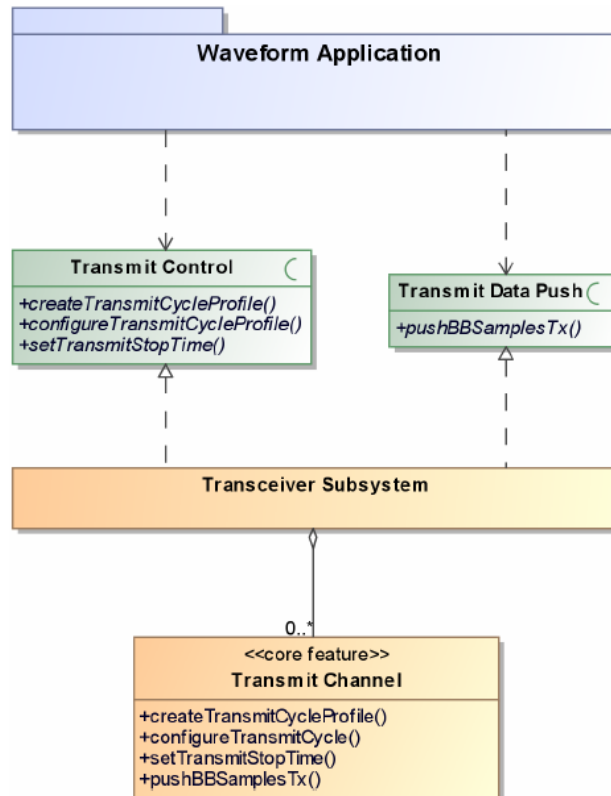 Waveform Application
Transmit Control
+createTransmitCycleProfile()
+configureTransmitCycleProfile()
+setTransmitStopTime()
Transmit Data Push
+pushBBSamplesTx()
Transceiver Subsystem
0..*
<<core feature>>
Transmit Channel
+createTransmitCycleProfile()
+configureTransmitCycle()
+setTransmitStopTime()
+pushBBSamplesTx()